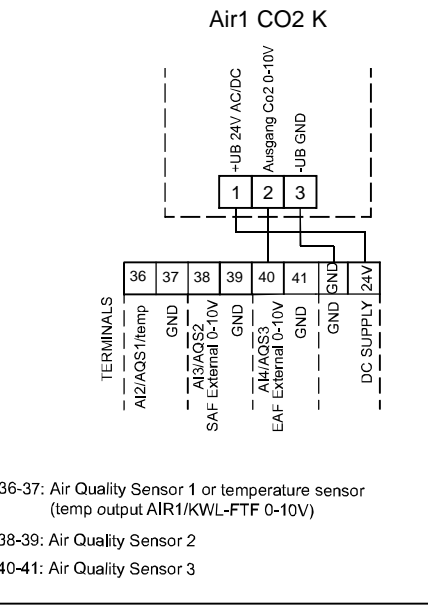 Air1 CO2 K
+UB 24V AC/DC
Ausgang Co2 0-10V
-UB GND
1 2 3
TERMINALS
36 37 38 39 40 41 GND 24V
AI2/AQS1/temp
GND
AI3/AQS2
SAF External 0-10V
GND
AI4/AQS3
EAF External 0-10V
GND
GND
DC SUPPLY
36-37: Air Quality Sensor 1 or temperature sensor
(temp output AIR1/KWL-FTF 0-10V)
38-39: Air Quality Sensor 2
40-41: Air Quality Sensor 3